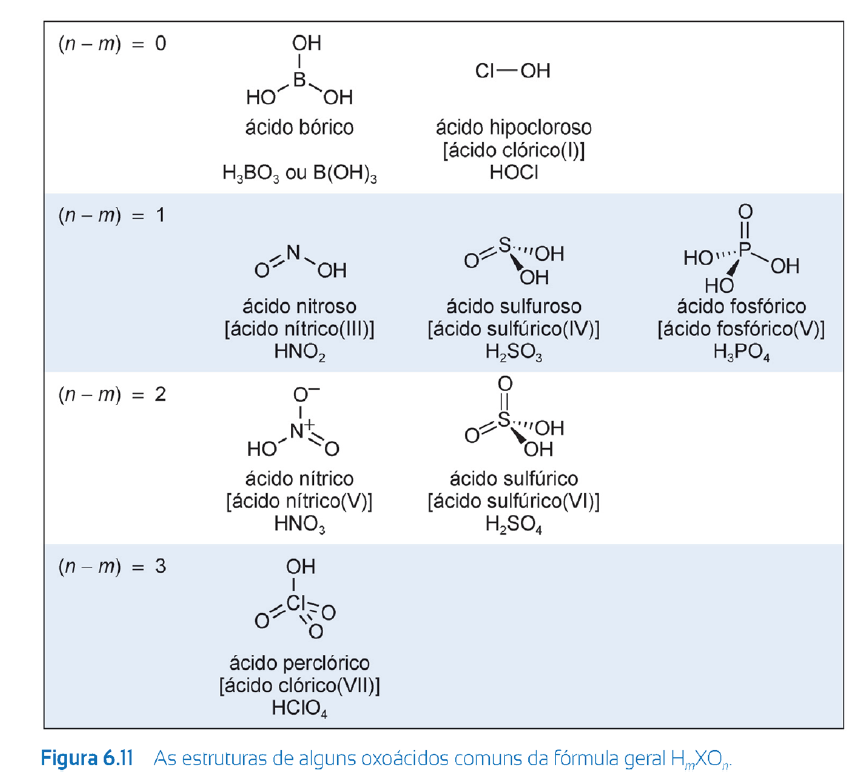 (n – m) = 0
OH
B
HO
OH
ácido bórico
H₃BO₃ ou B(OH)₃
Cl—OH
ácido hipocloroso
[ácido clórico(I)]
HOCl
(n – m) = 1
N
O
OH
ácido nitroso
[ácido nítrico(III)]
HNO₂
S
O
OH
OH
ácido sulfuroso
[ácido sulfúrico(IV)]
H₂SO₃
O
HO
P
OH
HO
ácido fosfórico
[ácido fosfórico(V)]
H₃PO₄
(n – m) = 2
O⁻
N⁺
HO
O
ácido nítrico
[ácido nítrico(V)]
HNO₃
O
S
O
OH
OH
ácido sulfúrico
[ácido sulfúrico(VI)]
H₂SO₄
(n – m) = 3
OH
Cl
O
O
O
ácido perclórico
[ácido clórico(VII)]
HClO₄
Figura 6.11 As estruturas de alguns oxoácidos comuns da fórmula geral HₘXOₙ.